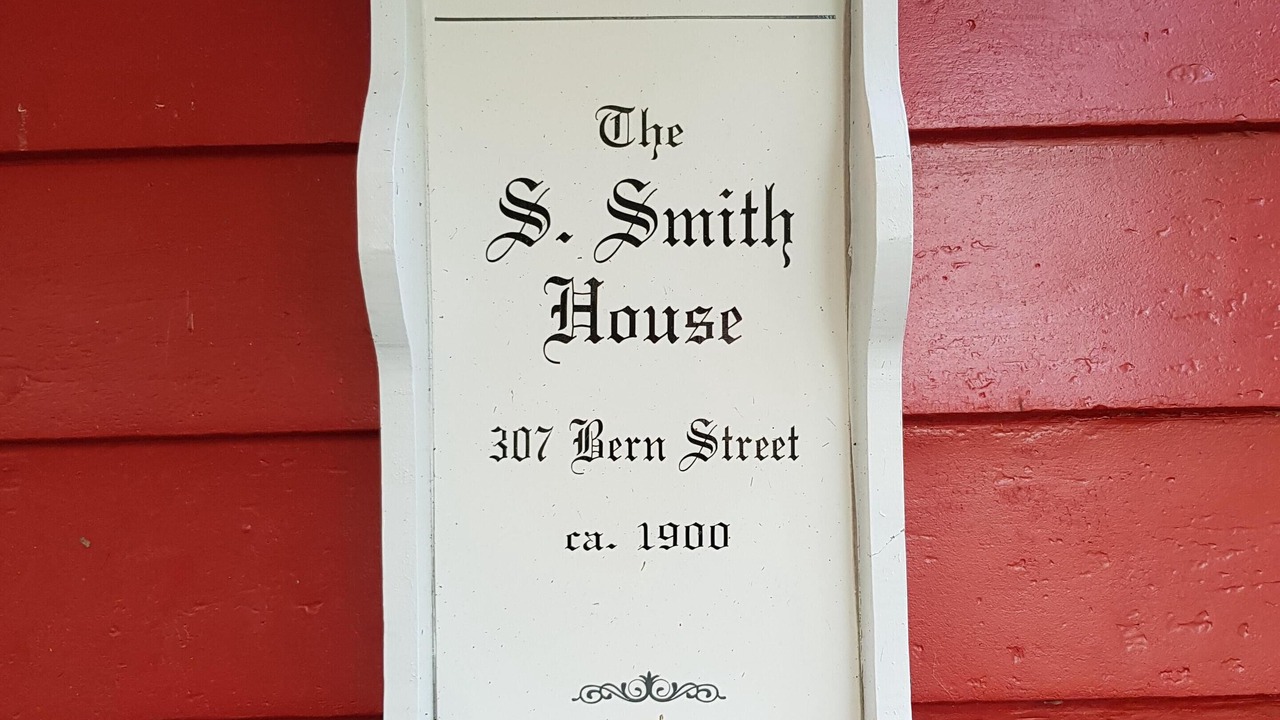 The
S. Smith
House
307 Bern Street
ca. 1900